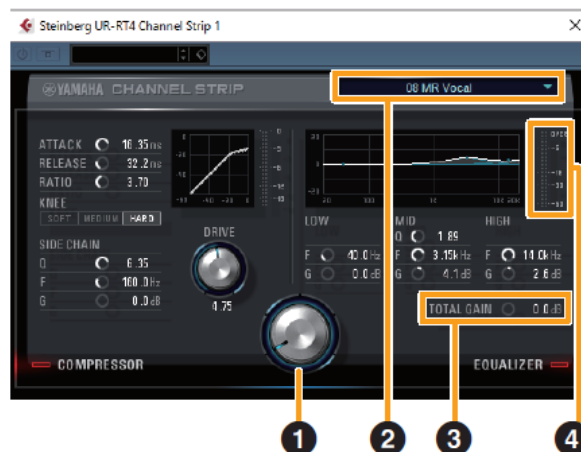 Steinberg UR-RT4 Channel Strip 1
YAMAHA CHANNEL STRIP
08 MR Vocal
ATTACK 16.35 ms
RELEASE 32.2 ms
RATIO 3.70
KNEE
SOFT MEDIUM HARD
SIDE CHAIN
Q 6.35
F 160.0 Hz
G 0.0 dB
DRIVE
4.75
LOW
F 40.0 Hz
G 0.0 dB
MID
Q 1.89
F 3.15k Hz
G 4.1 dB
HIGH
F 14.0k Hz
G 2.6 dB
TOTAL GAIN 0.0 dB
COMPRESSOR
EQUALIZER
1
2
3
4